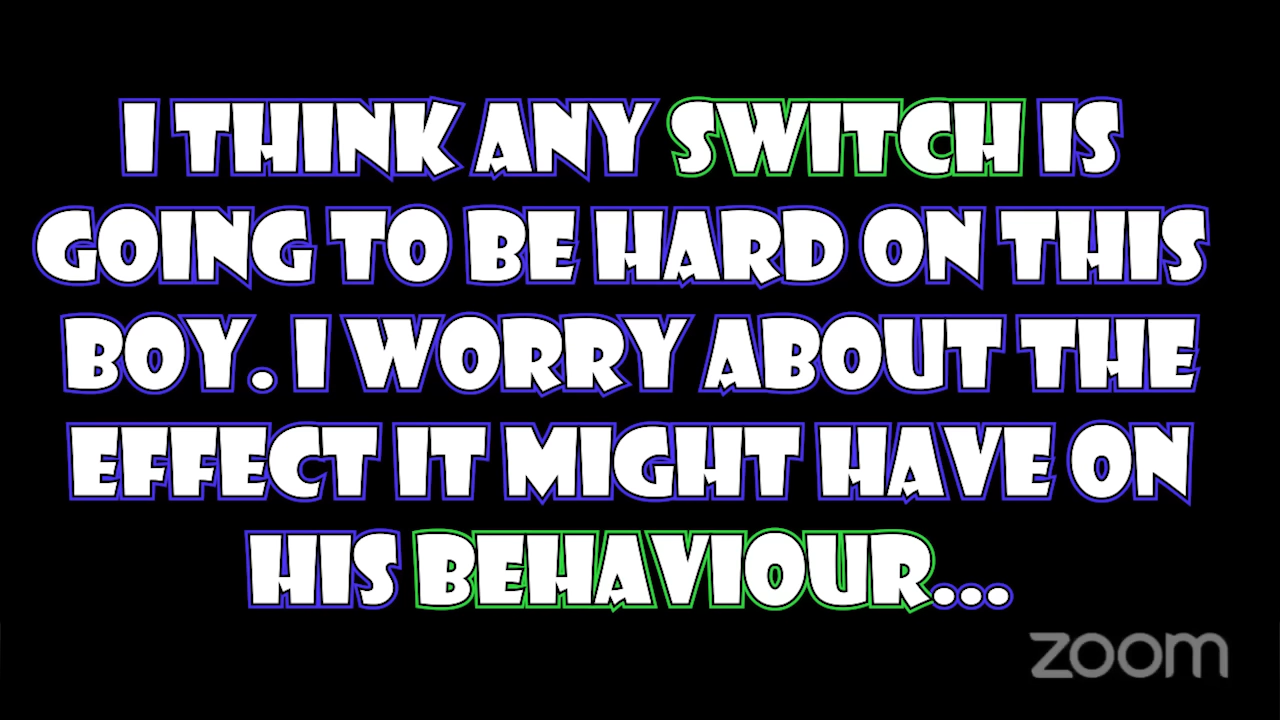 I THINK ANY SWITCH IS
GOING TO BE HARD ON THIS
BOY. I WORRY ABOUT THE
EFFECT IT MIGHT HAVE ON
HIS BEHAVIOUR...
zoom